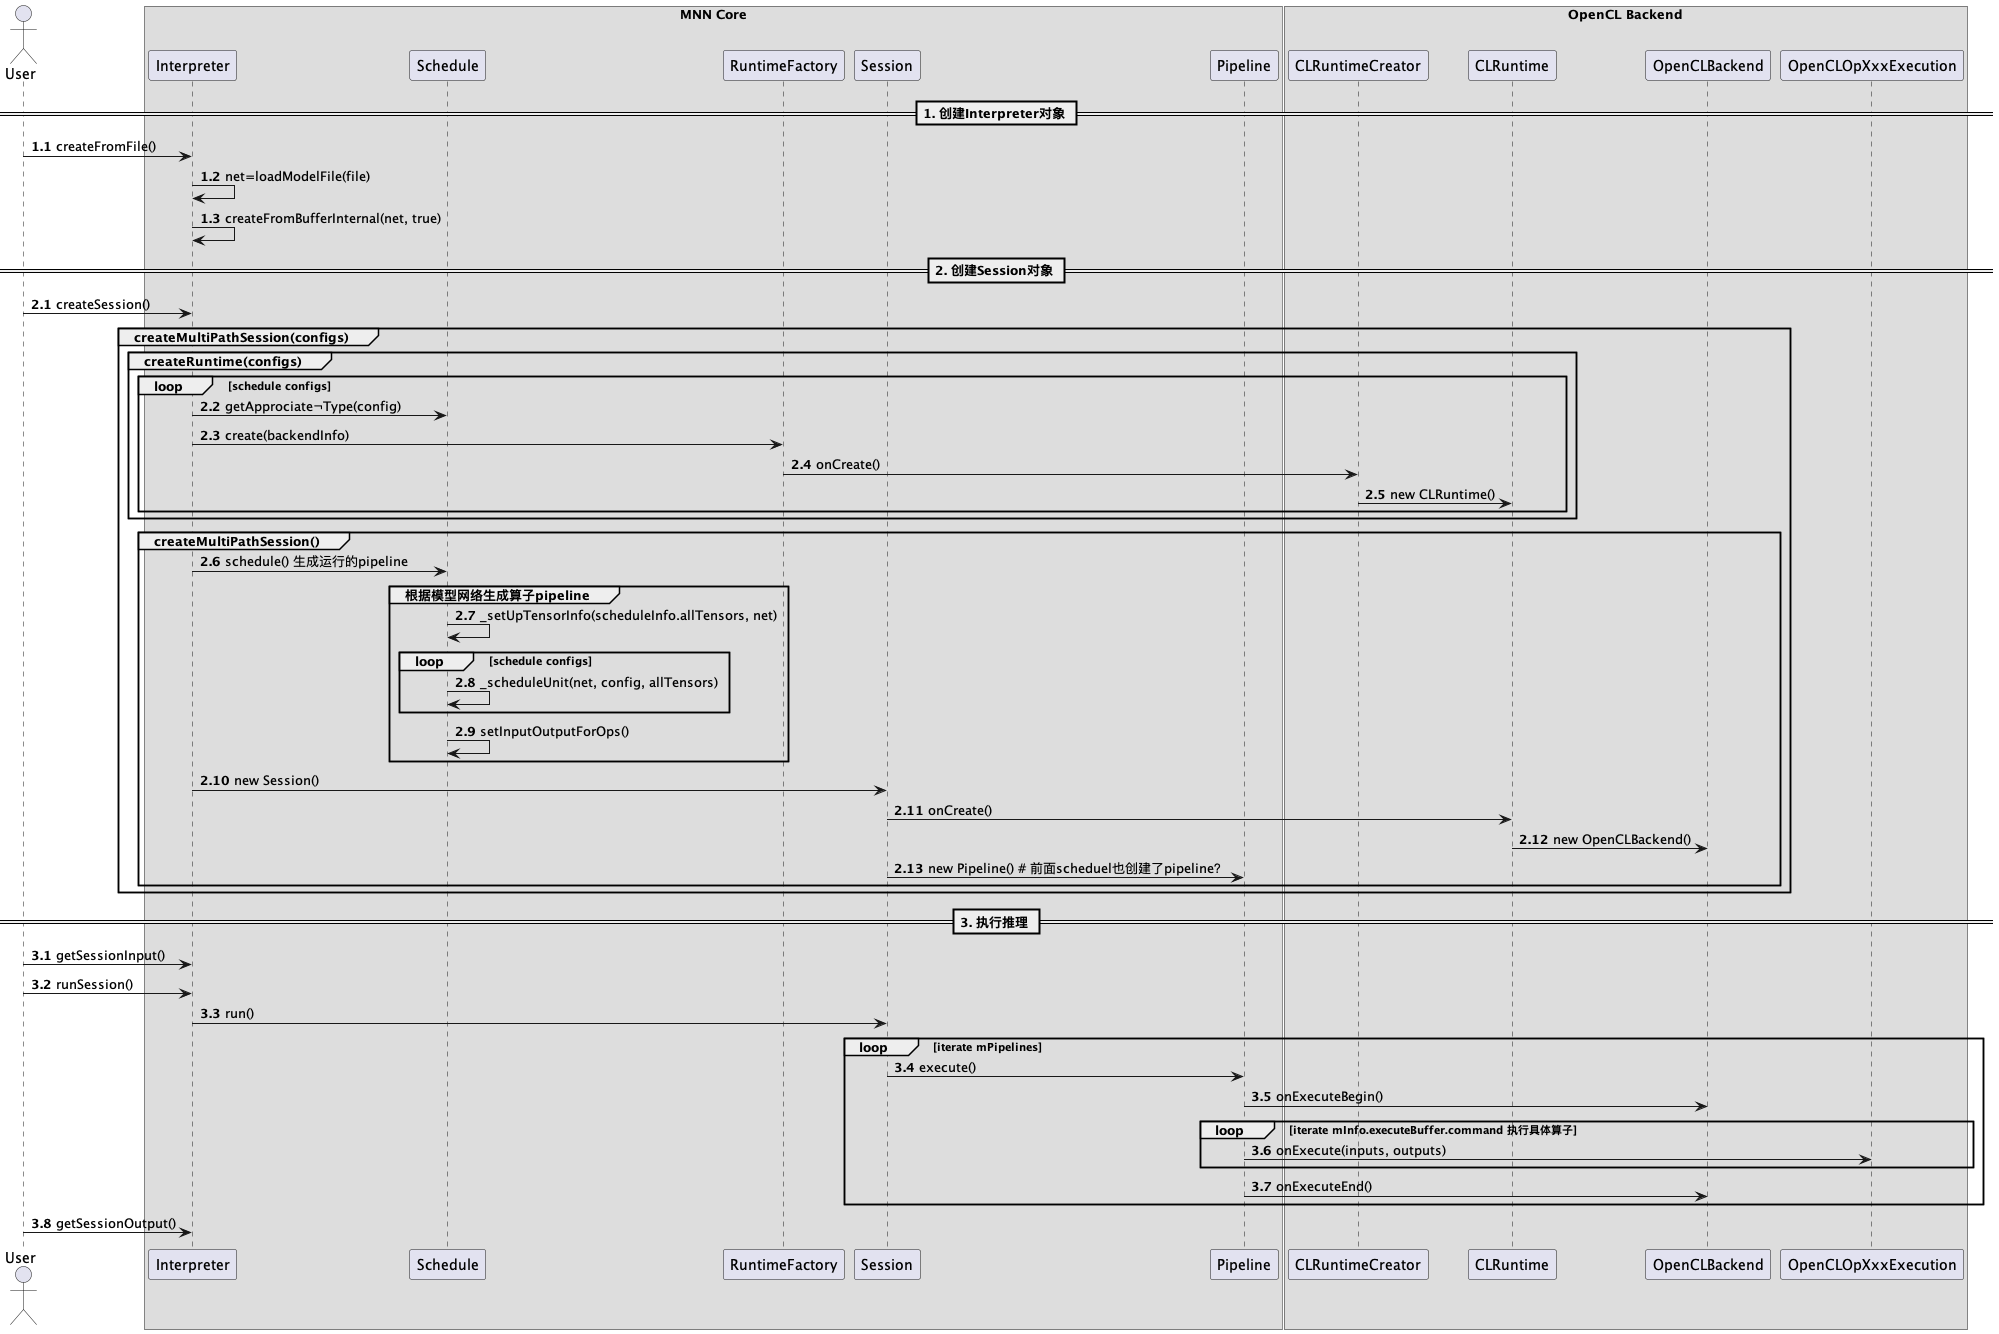 MNN Core
OpenCL Backend
User
Interpreter
Schedule
RuntimeFactory
Session
Pipeline
CLRuntimeCreator
CLRuntime
OpenCLBackend
OpenCLOpXxxExecution
1. 创建Interpreter对象
1.1 createFromFile()
1.2 net=loadModelFile(file)
1.3 createFromBufferInternal(net, true)
2. 创建Session对象
2.1 createSession()
createMultiPathSession(configs)
createRuntime(configs)
loop [schedule configs]
2.2 getApprociate¬Type(config)
2.3 create(backendInfo)
2.4 onCreate()
2.5 new CLRuntime()
createMultiPathSession()
2.6 schedule() 生成运行的pipeline
根据模型网络生成算子pipeline
2.7 _setUpTensorInfo(scheduleInfo.allTensors, net)
loop [schedule configs]
2.8 _scheduleUnit(net, config, allTensors)
2.9 setInputOutputForOps()
2.10 new Session()
2.11 onCreate()
2.12 new OpenCLBackend()
2.13 new Pipeline() # 前面scheduel也创建了pipeline?
3. 执行推理
3.1 getSessionInput()
3.2 runSession()
3.3 run()
loop [iterate mPipelines]
3.4 execute()
3.5 onExecuteBegin()
loop [iterate mInfo.executeBuffer.command 执行具体算子]
3.6 onExecute(inputs, outputs)
3.7 onExecuteEnd()
3.8 getSessionOutput()
User
Interpreter
Schedule
RuntimeFactory
Session
Pipeline
CLRuntimeCreator
CLRuntime
OpenCLBackend
OpenCLOpXxxExecution